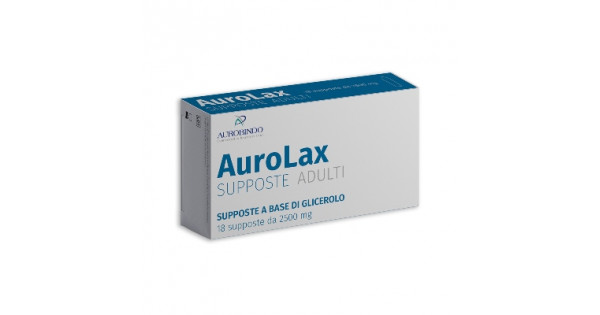 AuroLax
SUPPOSTE ADULTI
AUROBINDO
AuroLax
SUPPOSTE ADULTI
SUPPOSTE A BASE DI GLICEROLO
18 supposte da 2500 mg